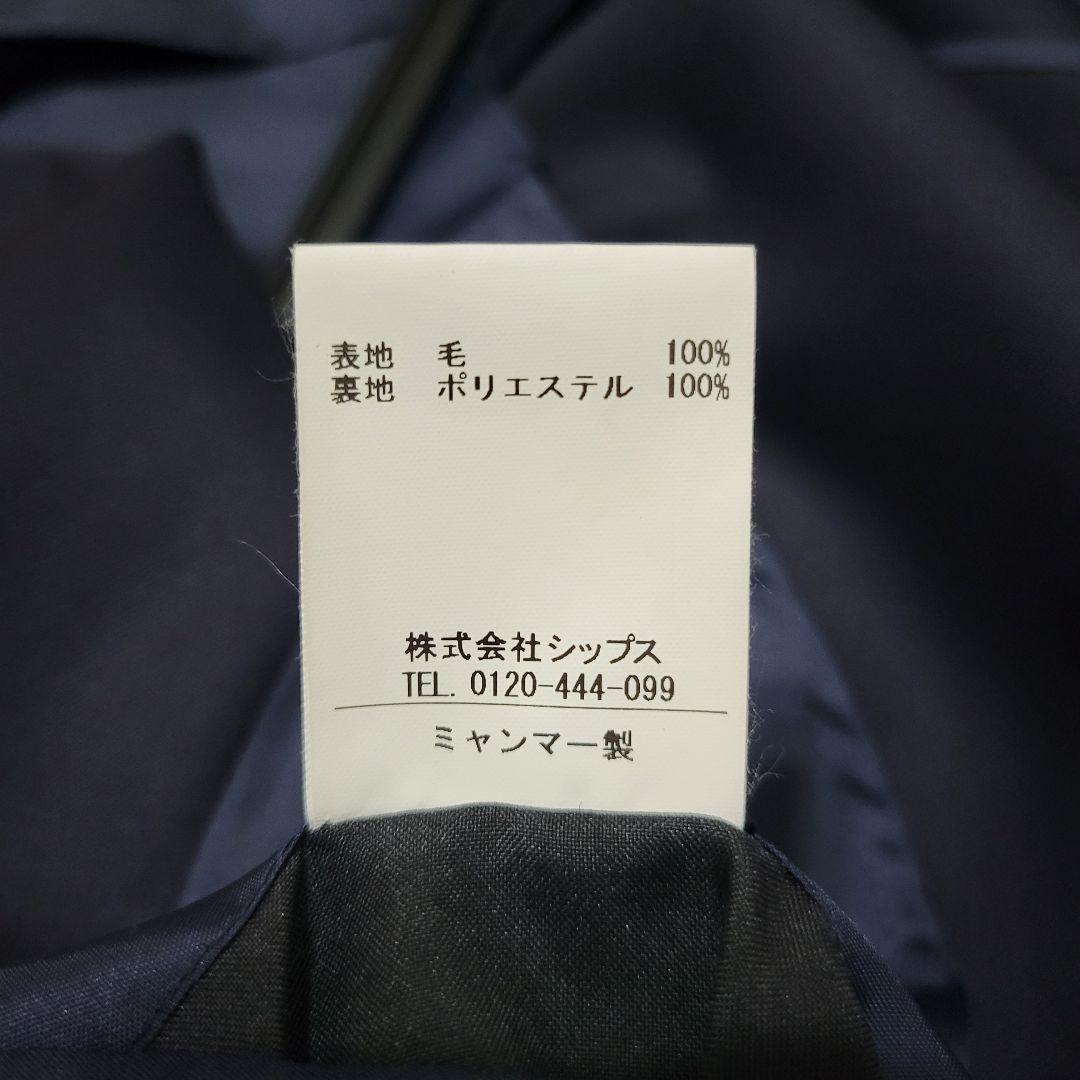 表地 毛 100%
裏地 ポリエステル 100%
株式会社シップス
TEL. 0120-444-099
ミャンマー製